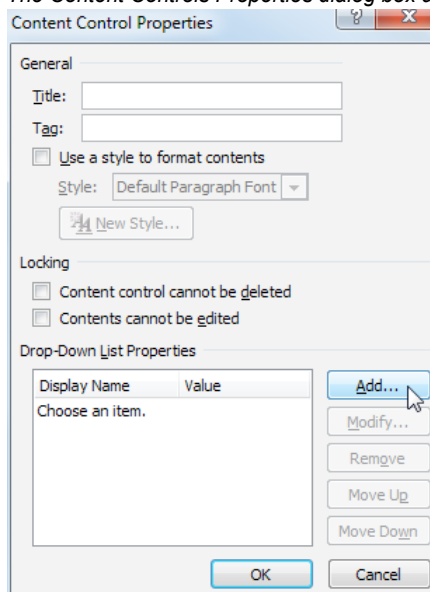 The Content Controls Properties dialog box
Content Control Properties
?
X
General
Title:
Tag:
Use a style to format contents
Style: Default Paragraph Font
New Style...
Locking
Content control cannot be deleted
Contents cannot be edited
Drop-Down List Properties
Display Name Value
Choose an item.
Add...
Modify...
Remove
Move Up
Move Down
OK Cancel